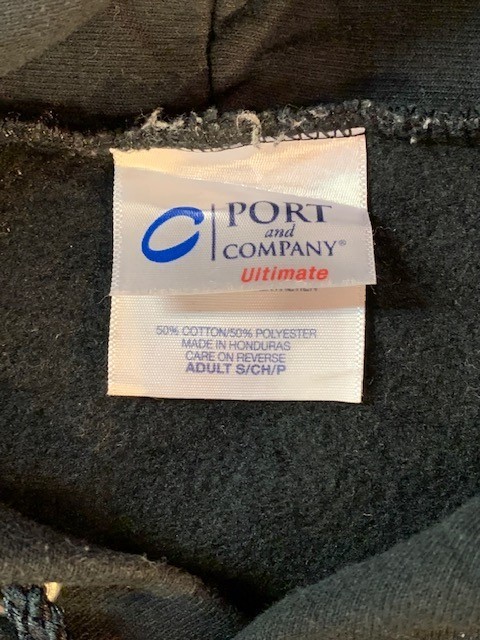 PORT
and
COMPANY®
Ultimate
50% COTTON/50% POLYESTER
MADE IN HONDURAS
CARE ON REVERSE
ADULT S/CH/P